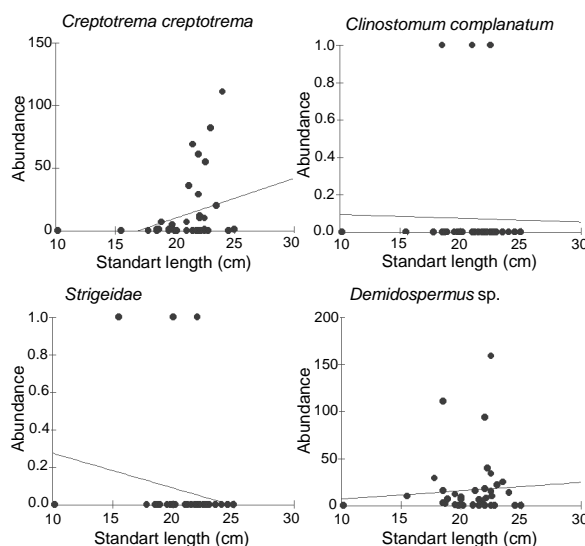 Creptotrema creptotrema
150
100
50
0
Abundance
10 15 20 25 30
Standart length (cm)
Clinostomum complanatum
1.0
0.8
0.6
0.4
0.2
0.0
Abundance
10 15 20 25 30
Standart length (cm)
Strigeidae
1.0
0.8
0.6
0.4
0.2
0.0
Abundance
10 15 20 25 30
Standart length (cm)
Demidospermus sp.
200
150
100
50
0
Abundance
10 15 20 25 30
Standart length (cm)